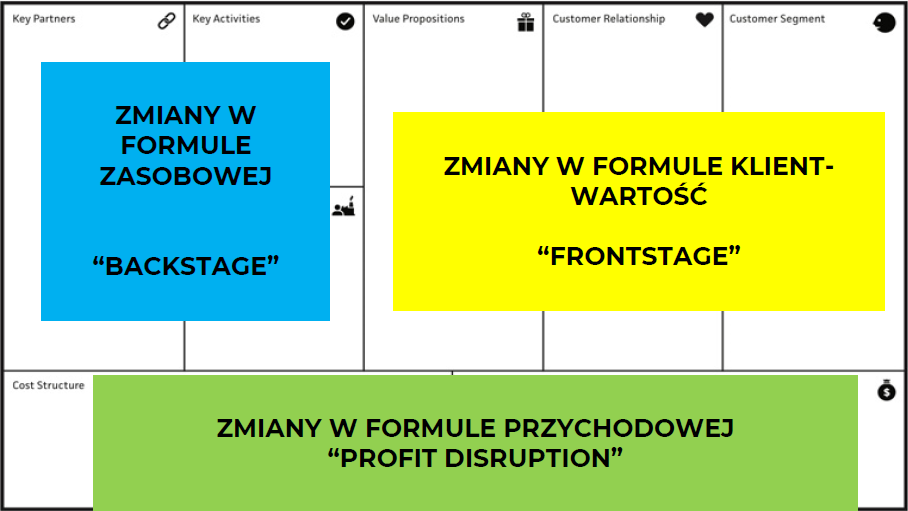 Key Partners
Key Activities
Value Propositions
Customer Relationship
Customer Segment
ZMIANY W
FORMULE
ZASOBOWEJ
“BACKSTAGE”
ZMIANY W FORMULE KLIENT-
WARTOŚĆ
“FRONTSTAGE”
Cost Structure
$
ZMIANY W FORMULE PRZYCHODOWEJ
“PROFIT DISRUPTION”